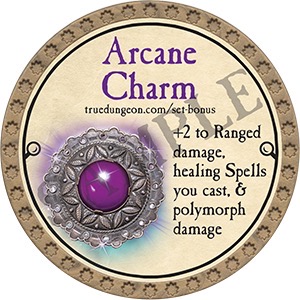 Arcane
Charm
truedungeon.com/set-bonus
+2 to Ranged
damage,
healing Spells
you cast, &
polymorph
damage
SAMPLE